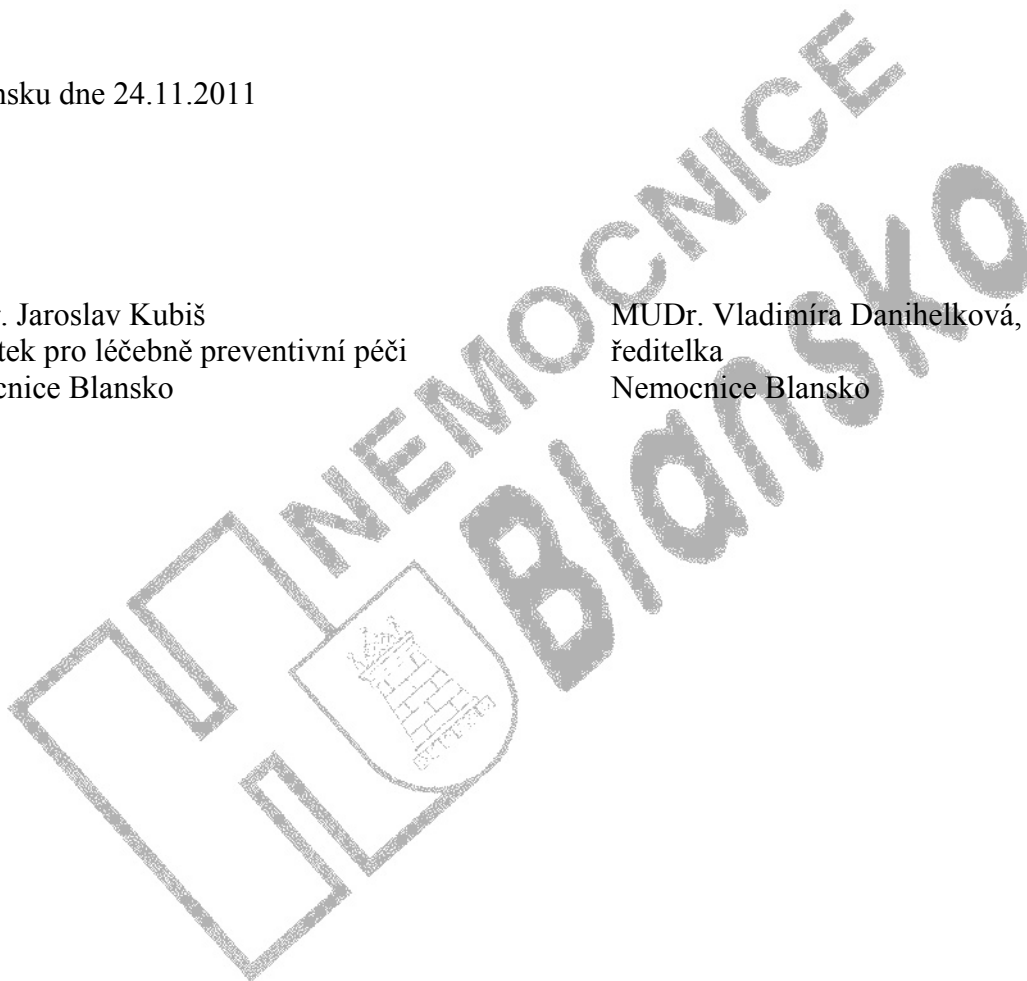 nsku dne 24.11.2011
. Jaroslav Kubiš
tek pro léčebně preventivní péči
cnice Blansko
MUDr. Vladimíra Danihelková,
ředitelka
Nemocnice Blansko
NEMOCNICE
Blansko